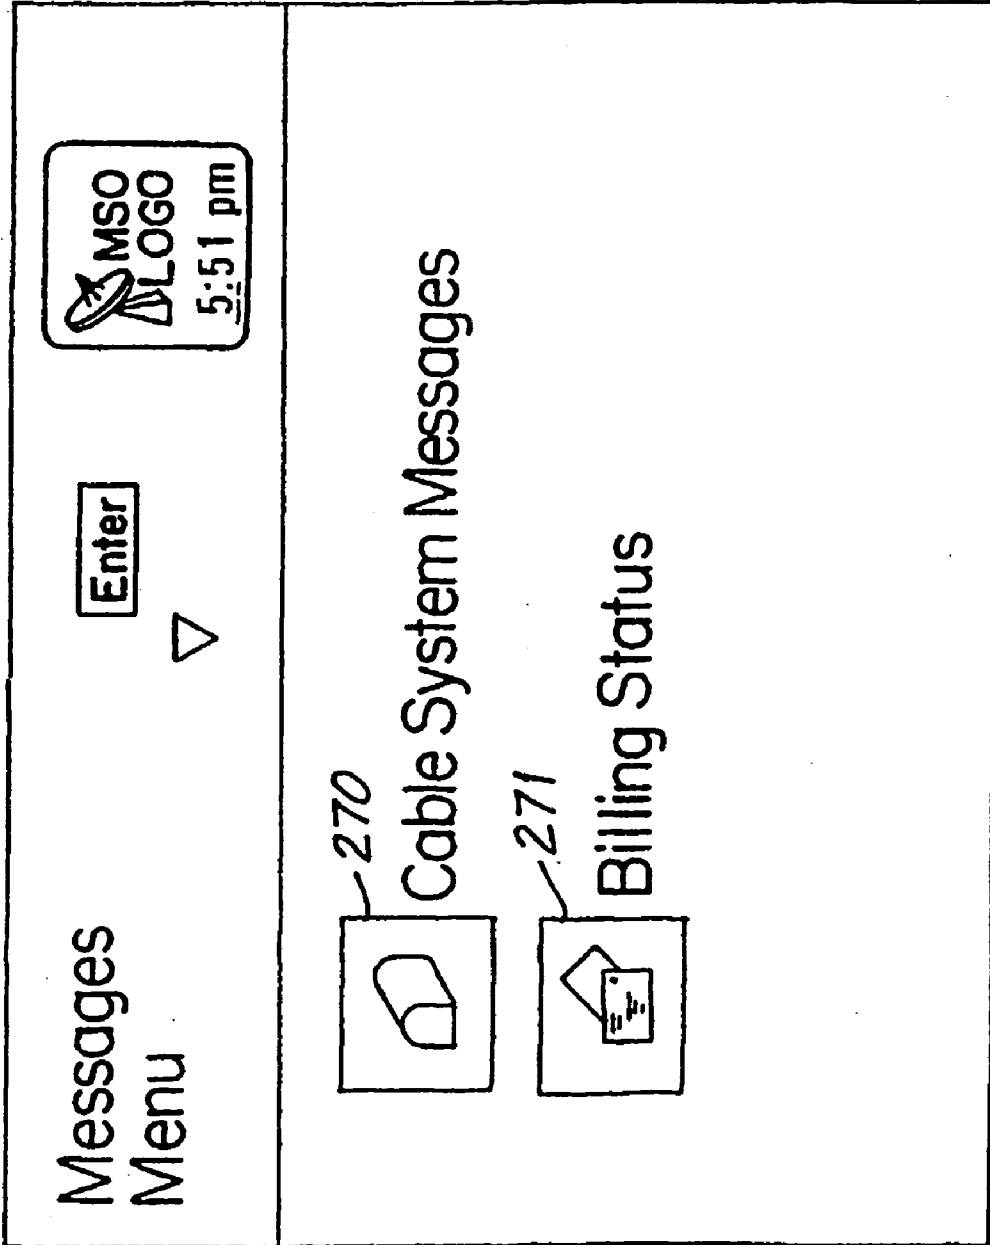 Messages
Menu
Enter
MSO
LOGO
5:51 pm
270
Cable System Messages
271
Billing Status